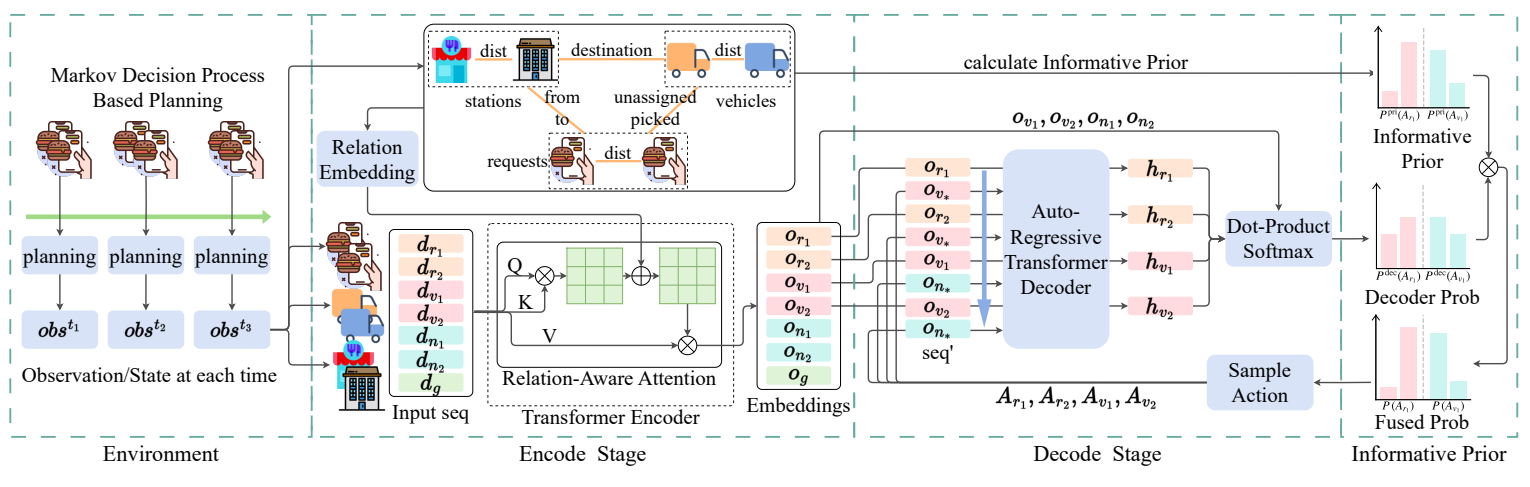 Markov Decision Process
Based Planning
planning
planning
planning
obs^{t_1}
obs^{t_2}
obs^{t_3}
Observation/State at each time
Environment
dist
destination
dist
stations
from
to
unassigned
picked
vehicles
requests
dist
Relation
Embedding
d_{r_1}
d_{r_2}
d_{v_1}
d_{v_2}
d_{n_1}
d_{n_2}
d_g
Input seq
Q
K
V
Relation-Aware Attention
Transformer Encoder
o_{r_1}
o_{r_2}
o_{v_1}
o_{v_2}
o_{n_1}
o_{n_2}
o_g
Embeddings
Encode Stage
calculate Informative Prior
o_{v_1}, o_{v_2}, o_{n_1}, o_{n_2}
o_{r_1}
o_{v_*}
o_{r_2}
o_{v_*}
o_{v_1}
o_{n_*}
o_{v_2}
o_{n_*}
seq'
Auto-
Regressive
Transformer
Decoder
h_{r_1}
h_{r_2}
h_{v_1}
h_{v_2}
Dot-Product
Softmax
Sample
Action
A_{r_1}, A_{r_2}, A_{v_1}, A_{v_2}
Decode Stage
P^{pri}(A_{r_1}) P^{pri}(A_{v_1})
Informative
Prior
P^{dec}(A_{r_1}) P^{dec}(A_{v_1})
Decoder Prob
P(A_{r_1}) P(A_{v_1})
Fused Prob
Informative Prior